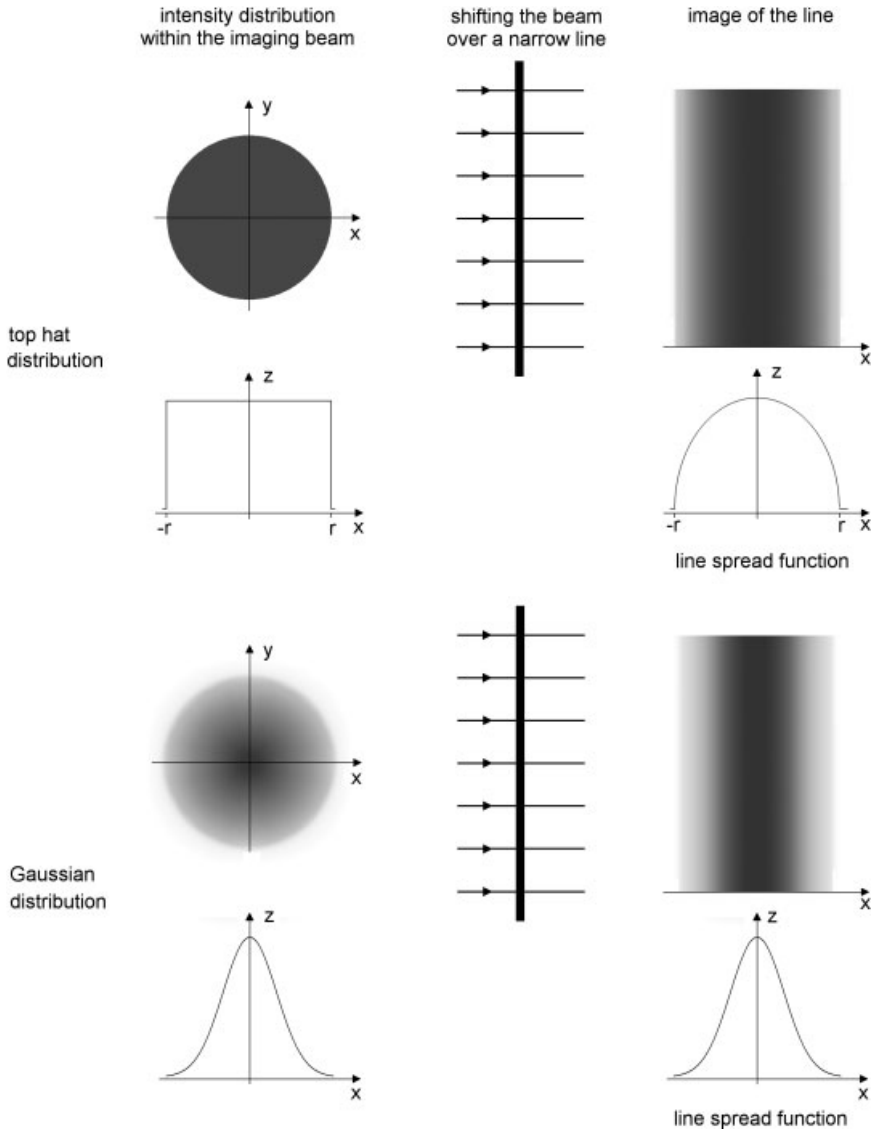 intensity distribution
within the imaging beam
shifting the beam
over a narrow line
image of the line
y
x
x
top hat
distribution
z
-r
r
x
z
-r
r
x
line spread function
y
x
x
Gaussian
distribution
z
x
z
x
line spread function